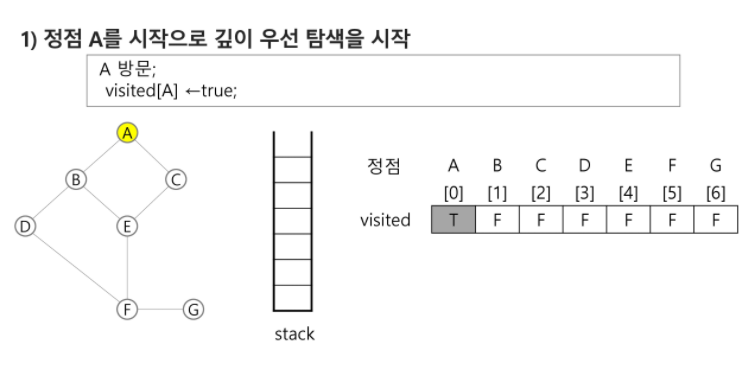 1) 정점 A를 시작으로 깊이 우선 탐색을 시작
A 방문;
visited[A] ←true;
A
B
C
D
E
F
G
stack
정점 A B C D E F G
[0] [1] [2] [3] [4] [5] [6]
visited T F F F F F F